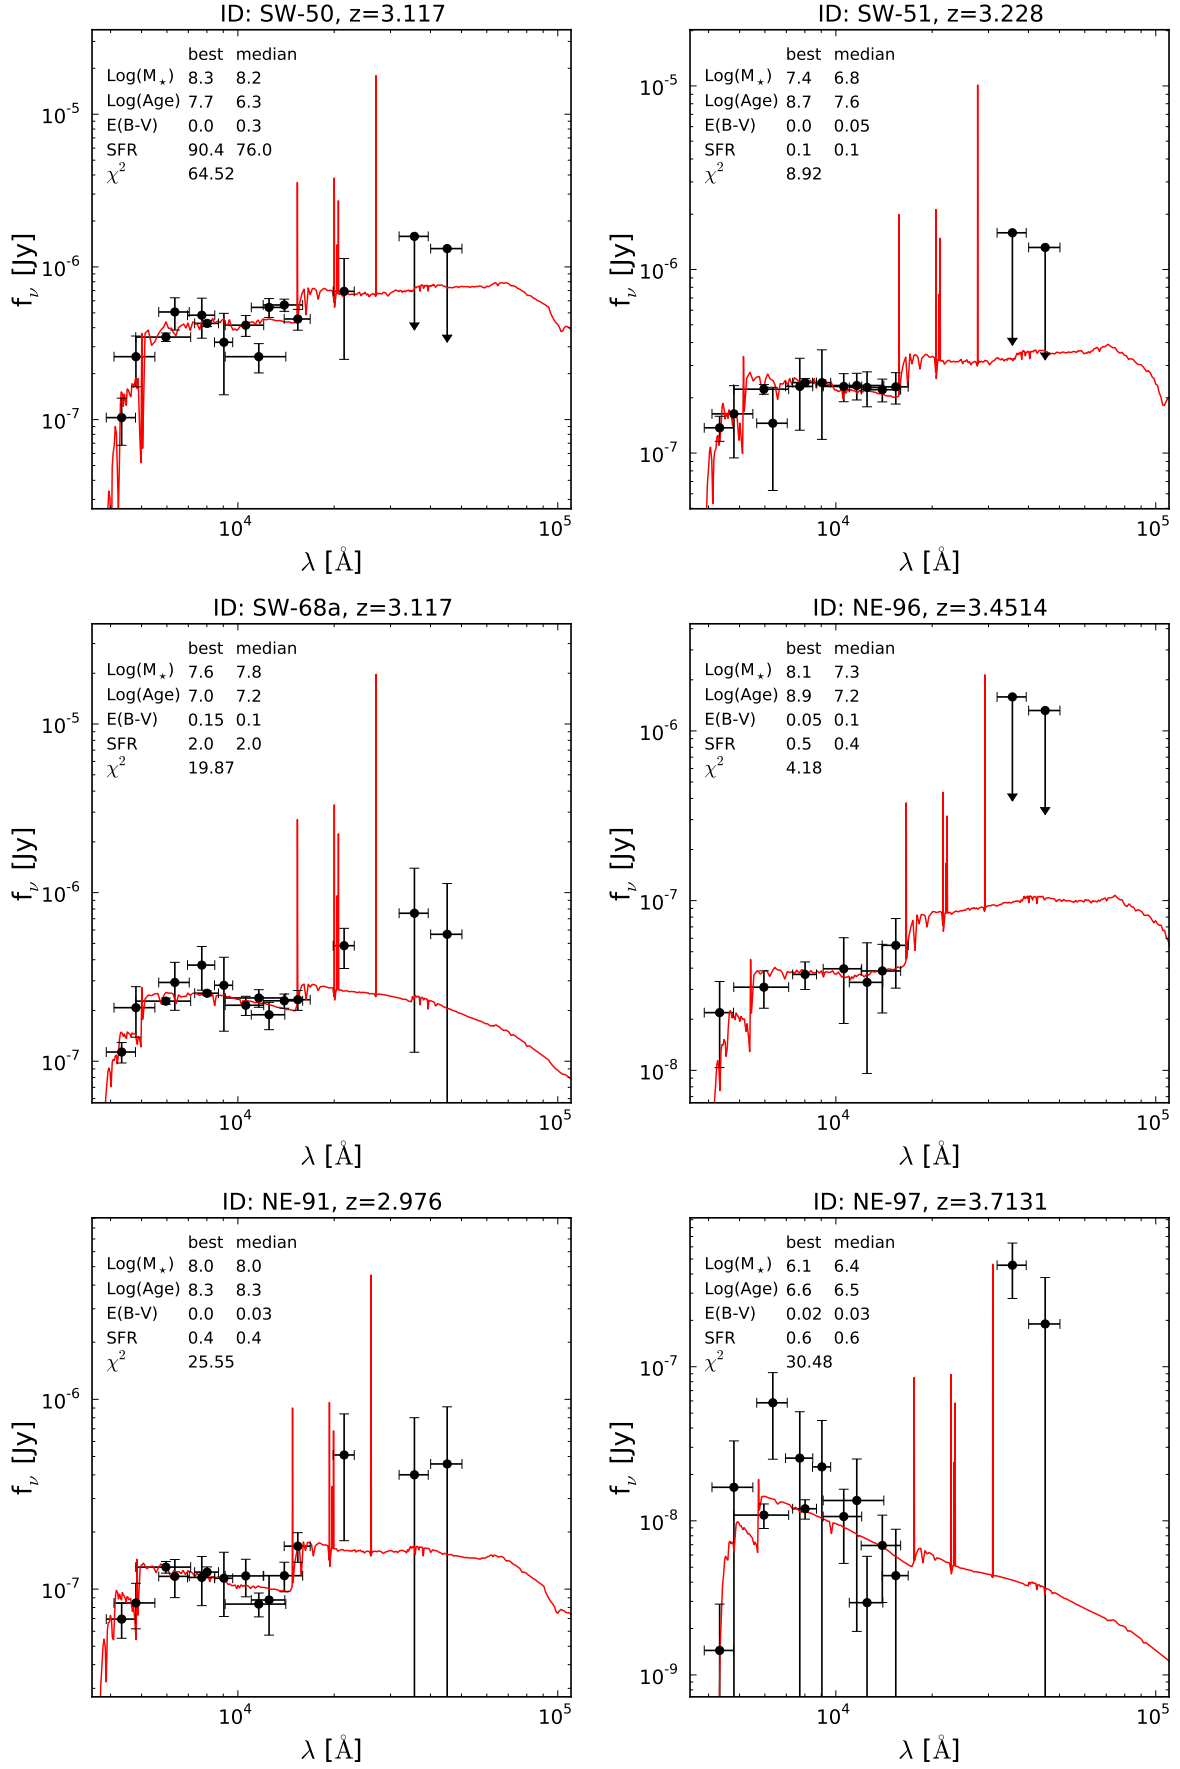 ID: SW-50, z=3.117
best median
Log(M⋆) 8.3 8.2
Log(Age) 7.7 6.3
E(B-V) 0.0 0.3
SFR 90.4 76.0
χ² 64.52
10⁻⁵
10⁻⁶
10⁻⁷
fν [Jy]
10⁴ 10⁵
λ [Å]
ID: SW-51, z=3.228
best median
Log(M⋆) 7.4 6.8
Log(Age) 8.7 7.6
E(B-V) 0.0 0.05
SFR 0.1 0.1
χ² 8.92
10⁻⁵
10⁻⁶
10⁻⁷
fν [Jy]
10⁴ 10⁵
λ [Å]
ID: SW-68a, z=3.117
best median
Log(M⋆) 7.6 7.8
Log(Age) 7.0 7.2
E(B-V) 0.15 0.1
SFR 2.0 2.0
χ² 19.87
10⁻⁵
10⁻⁶
10⁻⁷
fν [Jy]
10⁴ 10⁵
λ [Å]
ID: NE-96, z=3.4514
best median
Log(M⋆) 8.1 7.3
Log(Age) 8.9 7.2
E(B-V) 0.05 0.1
SFR 0.5 0.4
χ² 4.18
10⁻⁶
10⁻⁷
10⁻⁸
fν [Jy]
10⁴ 10⁵
λ [Å]
ID: NE-91, z=2.976
best median
Log(M⋆) 8.0 8.0
Log(Age) 8.3 8.3
E(B-V) 0.0 0.03
SFR 0.4 0.4
χ² 25.55
10⁻⁶
10⁻⁷
fν [Jy]
10⁴ 10⁵
λ [Å]
ID: NE-97, z=3.7131
best median
Log(M⋆) 6.1 6.4
Log(Age) 6.6 6.5
E(B-V) 0.02 0.03
SFR 0.6 0.6
χ² 30.48
10⁻⁷
10⁻⁸
10⁻⁹
fν [Jy]
10⁴ 10⁵
λ [Å]